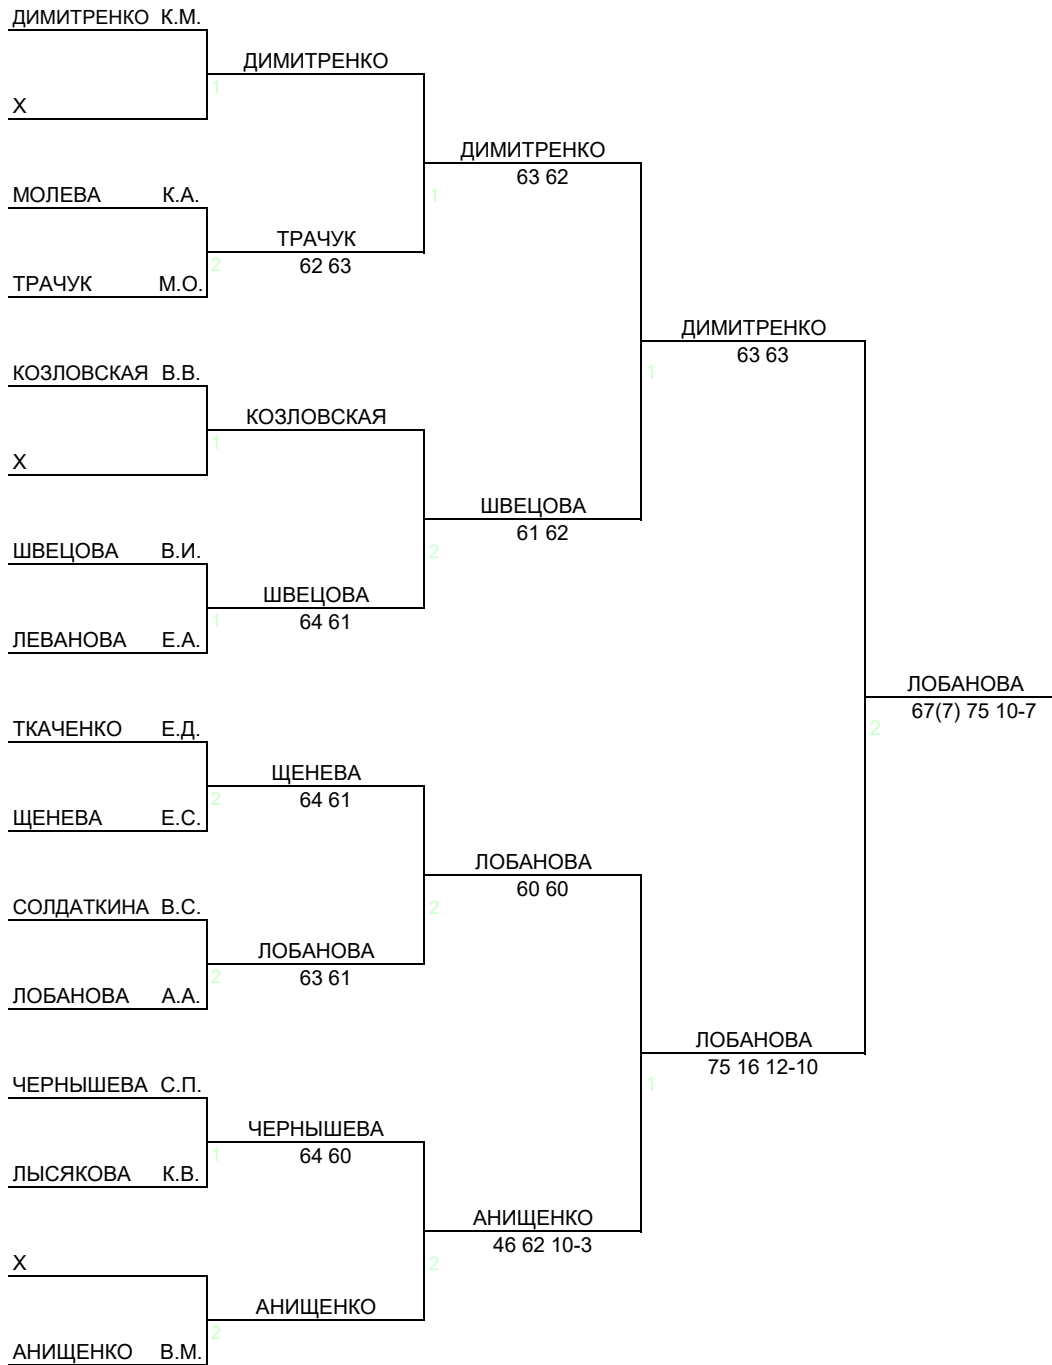 ДИМИТРЕНКО К.М.
ДИМИТРЕНКО
1
Х
ДИМИТРЕНКО
63 62
1
МОЛЕВА К.А.
ТРАЧУК
62 63
2
ТРАЧУК М.О.
ДИМИТРЕНКО
63 63
1
КОЗЛОВСКАЯ В.В.
КОЗЛОВСКАЯ
1
Х
ШВЕЦОВА
61 62
2
ШВЕЦОВА В.И.
ШВЕЦОВА
64 61
1
ЛЕВАНОВА Е.А.
ЛОБАНОВА
67(7) 75 10-7
2
ТКАЧЕНКО Е.Д.
ЩЕНЕВА
64 61
2
ЩЕНЕВА Е.С.
ЛОБАНОВА
60 60
2
СОЛДАТКИНА В.С.
ЛОБАНОВА
63 61
2
ЛОБАНОВА А.А.
ЛОБАНОВА
75 16 12-10
1
ЧЕРНЫШЕВА С.П.
ЧЕРНЫШЕВА
64 60
1
ЛЫСЯКОВА К.В.
АНИЩЕНКО
46 62 10-3
2
Х
АНИЩЕНКО
2
АНИЩЕНКО В.М.